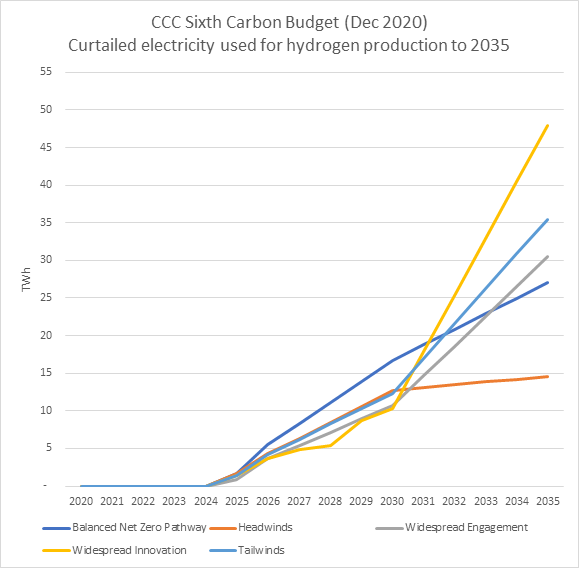 CCC Sixth Carbon Budget (Dec 2020)
Curtailed electricity used for hydrogen production to 2035
55
50
45
40
35
30
25
20
15
10
5
-
TWh
2020 2021 2022 2023 2024 2025 2026 2027 2028 2029 2030 2031 2032 2033 2034 2035
Balanced Net Zero Pathway Headwinds Widespread Engagement
Widespread Innovation Tailwinds